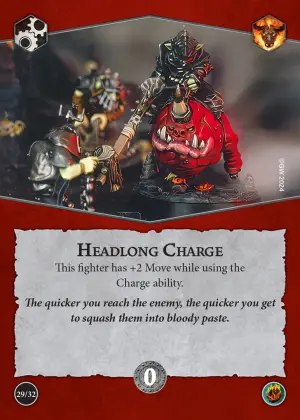 ©GW 2024
Headlong Charge
This fighter has +2 Move while using the
Charge ability.
The quicker you reach the enemy, the quicker you get
to squash them into bloody paste.
29/32
0